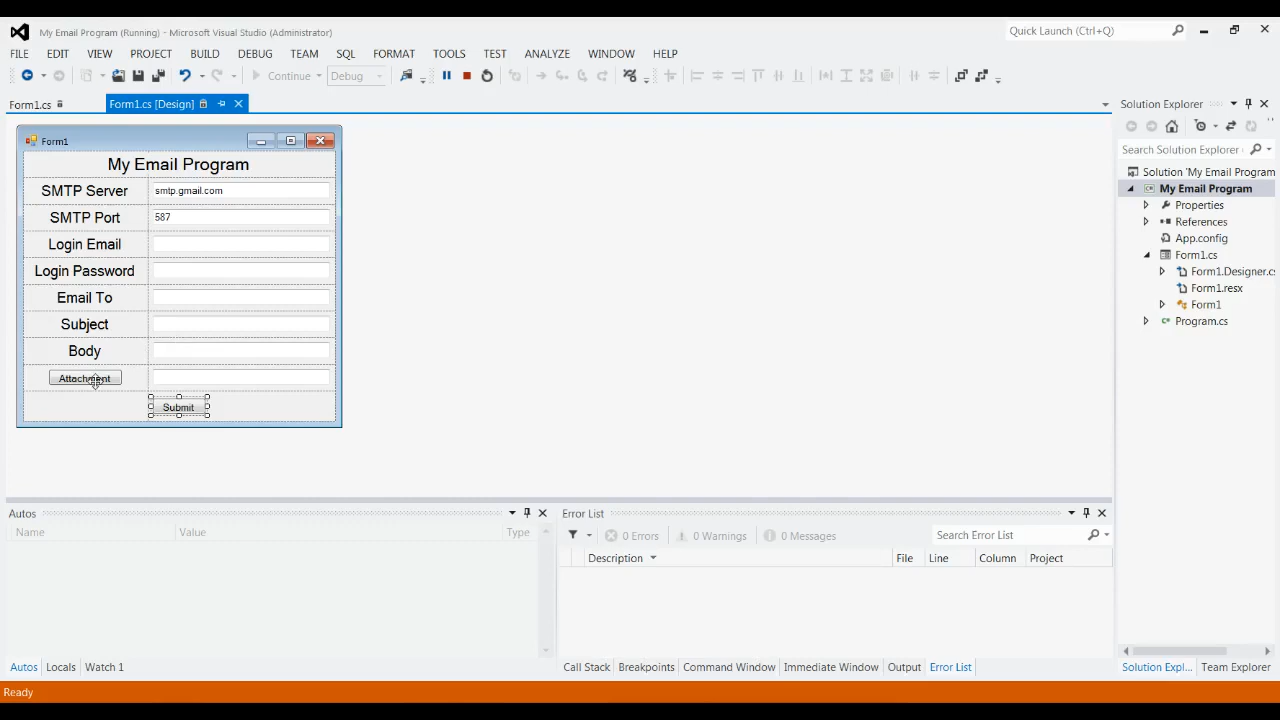 My Email Program (Running) - Microsoft Visual Studio (Administrator)
Quick Launch (Ctrl+Q)
FILE EDIT VIEW PROJECT BUILD DEBUG TEAM SQL FORMAT TOOLS TEST ANALYZE WINDOW HELP
Continue Debug
Form1.cs Form1.cs [Design]
Solution Explorer
Form1
My Email Program
SMTP Server smtp.gmail.com
SMTP Port 587
Login Email
Login Password
Email To
Subject
Body
Attachment
Submit
Search Solution Explorer
Solution 'My Email Program
My Email Program
Properties
References
App.config
Form1.cs
Form1.Designer.cs
Form1.resx
Form1
Program.cs
Autos
Name Value Type
Error List
0 Errors 0 Warnings 0 Messages Search Error List
Description File Line Column Project
Autos Locals Watch 1
Call Stack Breakpoints Command Window Immediate Window Output Error List
Solution Expl... Team Explorer
Ready